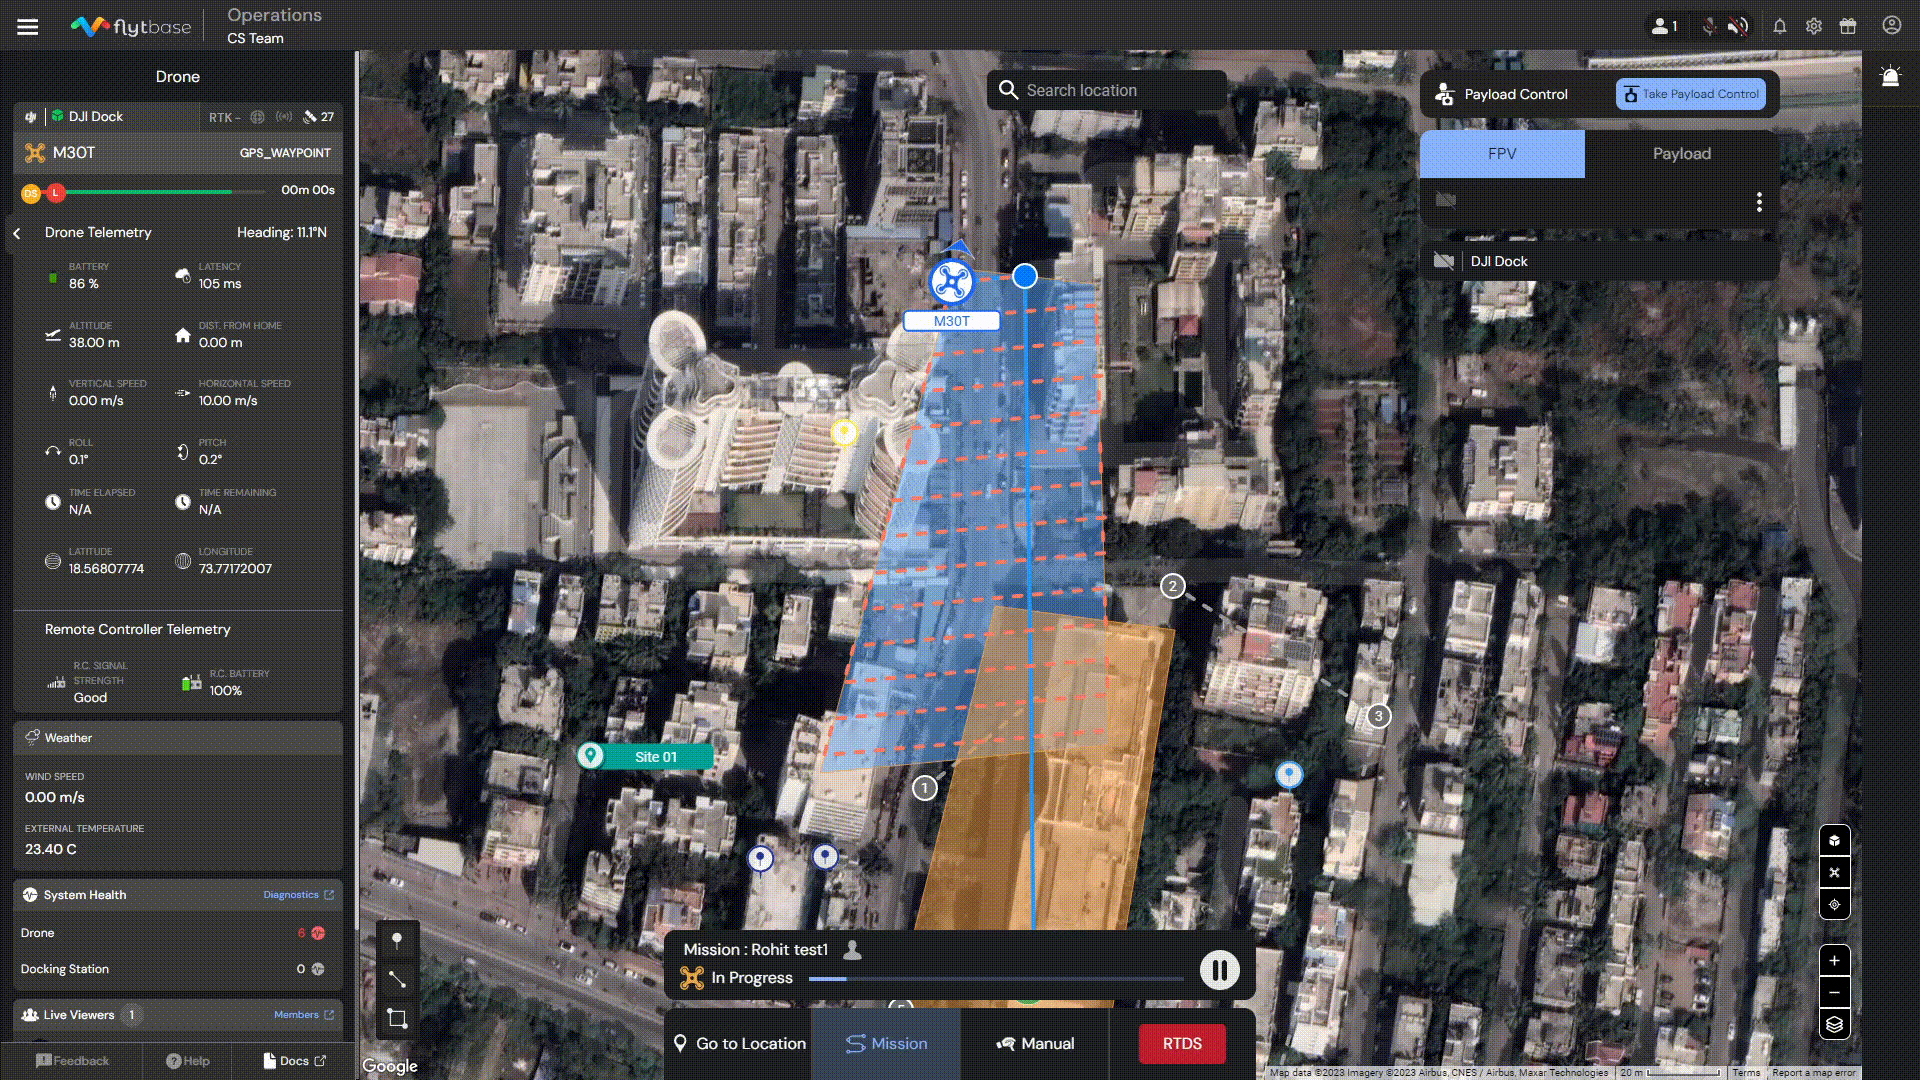 flytbase
Operations
CS Team
1
Drone
DJI Dock
RTK -
27
M30T
GPS_WAYPOINT
DS
L
00m 00s
Drone Telemetry
Heading: 11.1°N
BATTERY
86 %
LATENCY
105 ms
ALTITUDE
38.00 m
DIST. FROM HOME
0.00 m
VERTICAL SPEED
0.00 m/s
HORIZONTAL SPEED
10.00 m/s
ROLL
0.1°
PITCH
0.2°
TIME ELAPSED
N/A
TIME REMAINING
N/A
LATITUDE
18.56807774
LONGITUDE
73.77172007
Remote Controller Telemetry
R.C. SIGNAL
STRENGTH
Good
R.C. BATTERY
100%
Weather
WIND SPEED
0.00 m/s
EXTERNAL TEMPERATURE
23.40 C
System Health
Diagnostics
Drone
6
Docking Station
0
Live Viewers
1
Members
Feedback
Help
Docs
Search location
Payload Control
Take Payload Control
FPV
Payload
DJI Dock
M30T
2
3
1
Site 01
Mission : Rohit test1
In Progress
5
Go to Location
Mission
Manual
RTDS
Google
Map data ©2023 Imagery ©2023 Airbus, CNES / Airbus, Maxar Technologies
20 m
Terms
Report a map error